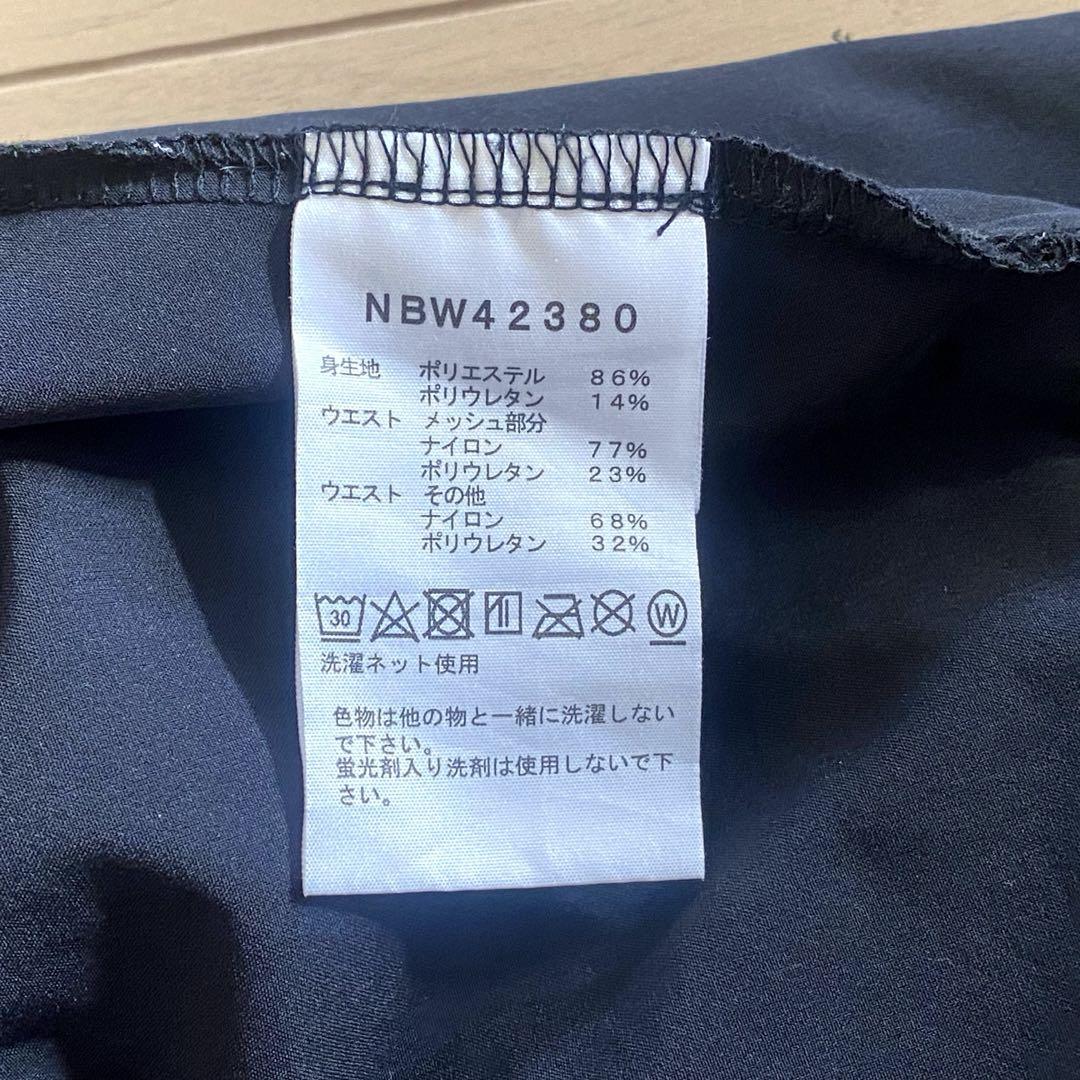 NBW42380
身生地 ポリエステル 86%
ポリウレタン 14%
ウエスト メッシュ部分
ナイロン 77%
ポリウレタン 23%
ウエスト その他
ナイロン 68%
ポリウレタン 32%
30 W
洗濯ネット使用
色物は他の物と一緒に洗濯しない
で下さい。
蛍光剤入り洗剤は使用しないで下
さい。